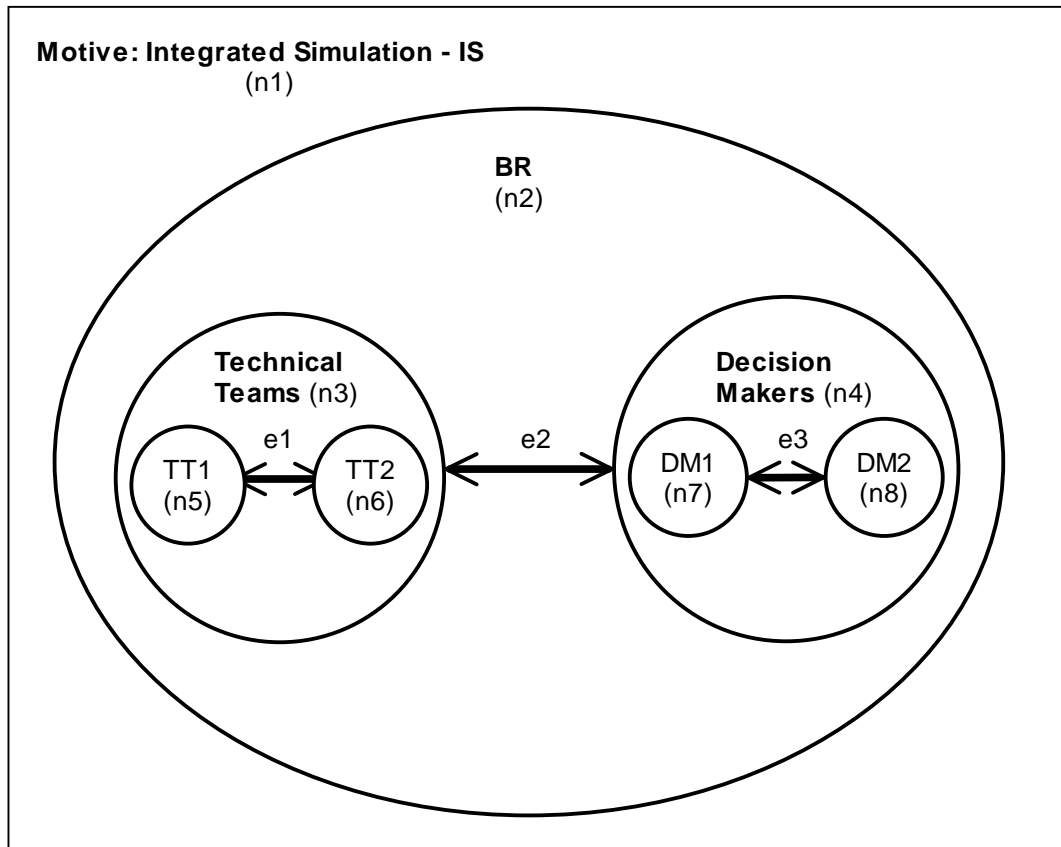 Motive: Integrated Simulation - IS
(n1)
BR
(n2)
Technical
Teams (n3)
e1
TT1
(n5)
TT2
(n6)
e2
Decision
Makers (n4)
e3
DM1
(n7)
DM2
(n8)